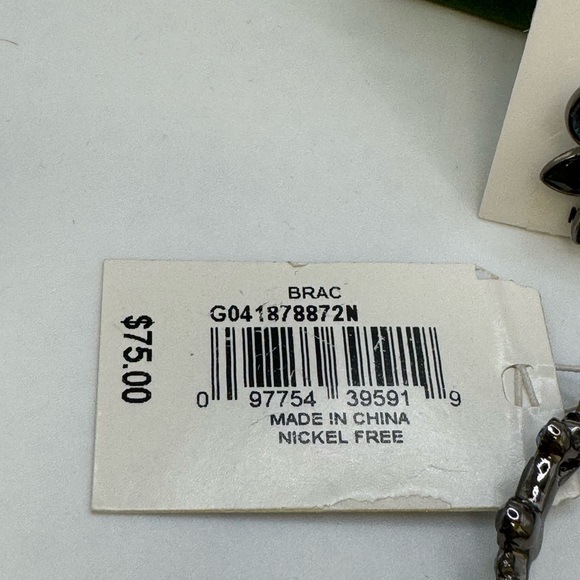 BRAC
G041878872N
$75.00
0 97754 39591 9
MADE IN CHINA
NICKEL FREE